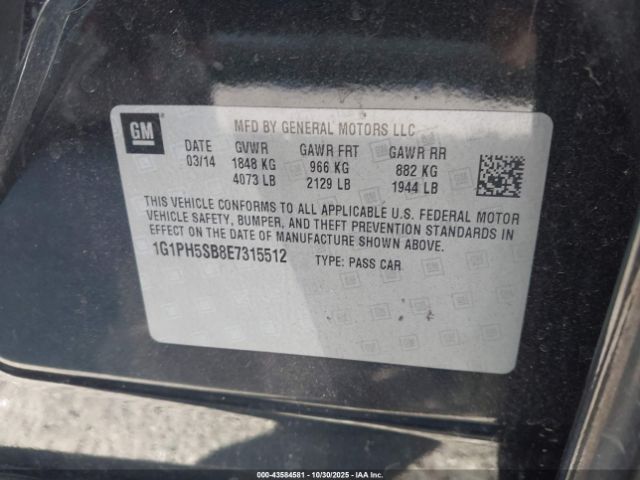 GM
MFD BY GENERAL MOTORS LLC
DATE GVWR GAWR FRT GAWR RR
03/14 1848 KG 966 KG 882 KG
4073 LB 2129 LB 1944 LB
THIS VEHICLE CONFORMS TO ALL APPLICABLE U.S. FEDERAL MOTOR
VEHICLE SAFETY, BUMPER, AND THEFT PREVENTION STANDARDS IN
EFFECT ON THE DATE OF MANUFACTURE SHOWN ABOVE.
1G1PH5SB8E7315512 TYPE: PASS CAR
000-43584581 - 10/30/2025 - IAA Inc.